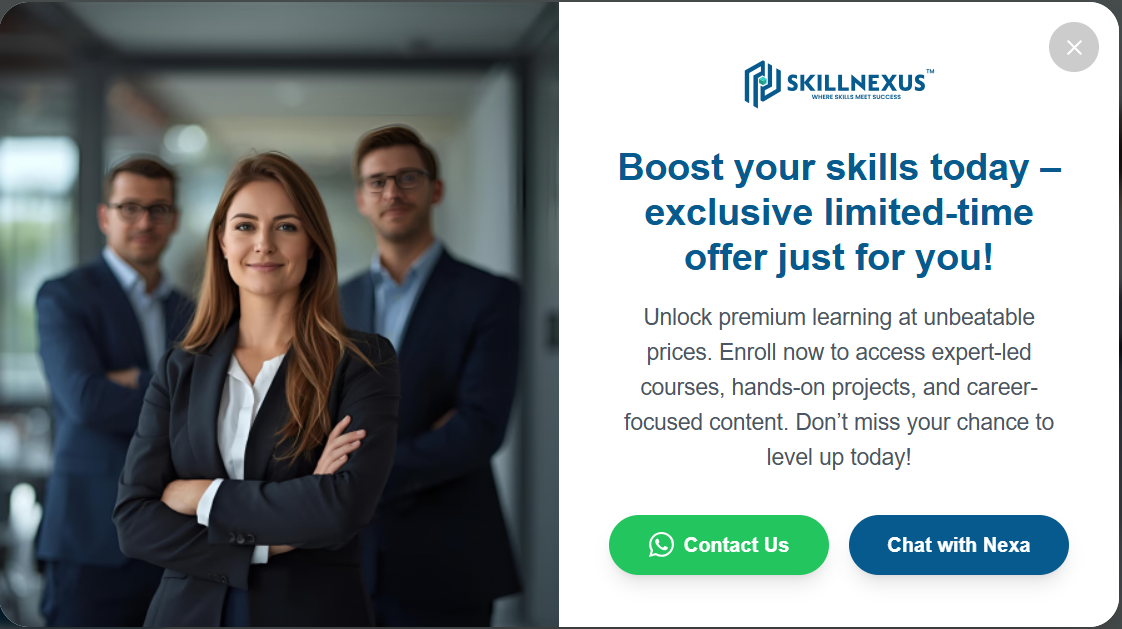 SKILLNEXUS™
WHERE SKILLS MEET SUCCESS
Boost your skills today –
exclusive limited-time
offer just for you!
Unlock premium learning at unbeatable
prices. Enroll now to access expert-led
courses, hands-on projects, and career-
focused content. Don’t miss your chance to
level up today!
Contact Us
Chat with Nexa